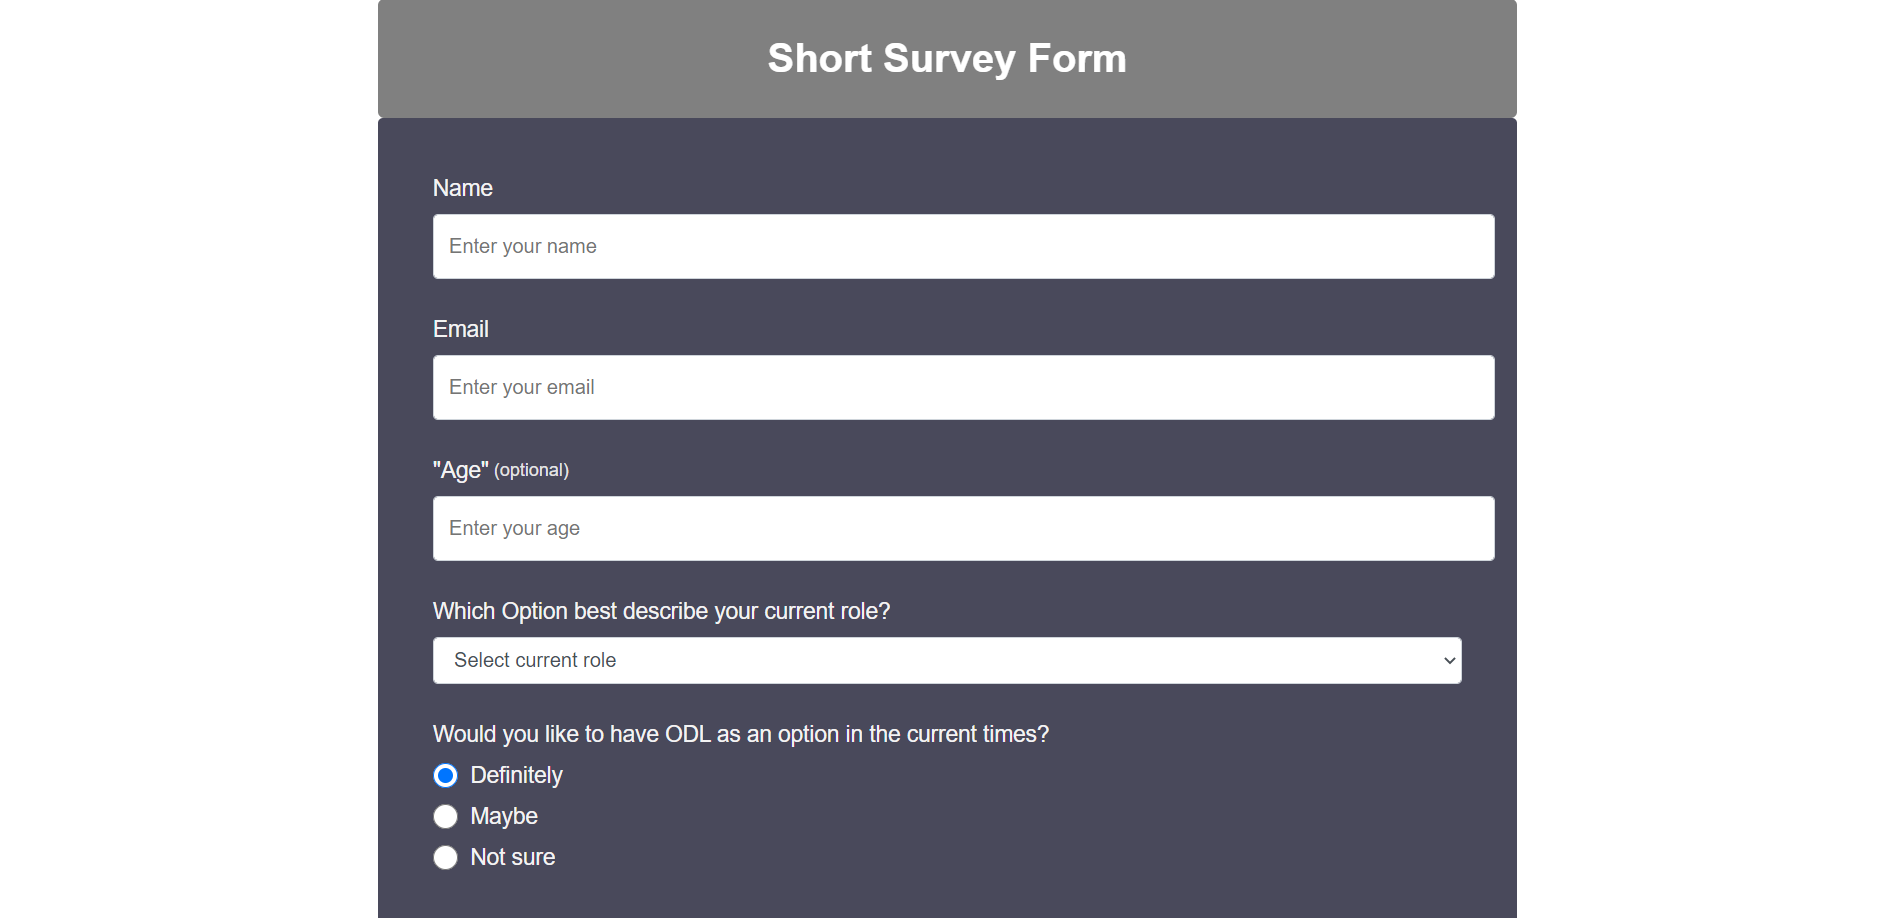 Short Survey Form
Name
Enter your name
Email
Enter your email
"Age" (optional)
Enter your age
Which Option best describe your current role?
Select current role
Would you like to have ODL as an option in the current times?
Definitely
Maybe
Not sure